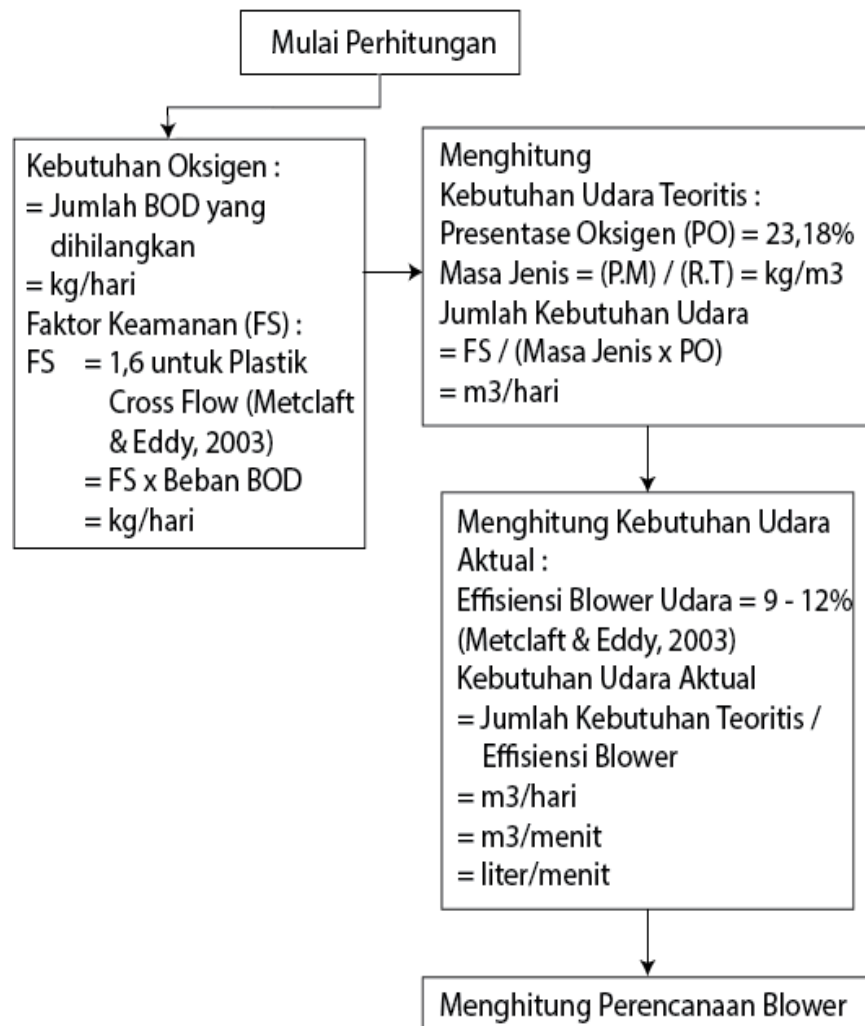 Mulai Perhitungan
Kebutuhan Oksigen :
= Jumlah BOD yang
dihilangkan
= kg/hari
Faktor Keamanan (FS) :
FS = 1,6 untuk Plastik
Cross Flow (Metclaft
& Eddy, 2003)
= FS x Beban BOD
= kg/hari
Menghitung
Kebutuhan Udara Teoritis :
Presentase Oksigen (PO) = 23,18%
Masa Jenis = (P.M) / (R.T) = kg/m3
Jumlah Kebutuhan Udara
= FS / (Masa Jenis x PO)
= m3/hari
Menghitung Kebutuhan Udara
Aktual :
Effisiensi Blower Udara = 9 - 12%
(Metclaft & Eddy, 2003)
Kebutuhan Udara Aktual
= Jumlah Kebutuhan Teoritis /
Effisiensi Blower
= m3/hari
= m3/menit
= liter/menit
Menghitung Perencanaan Blower